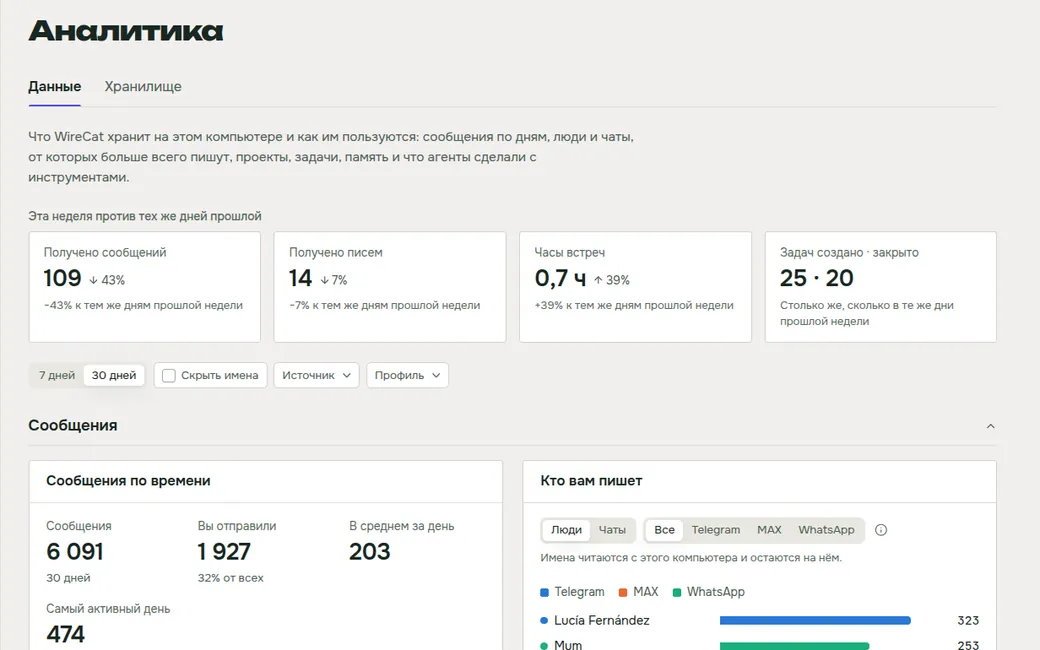 Аналитика
Данные Хранилище
Что WireCat хранит на этом компьютере и как им пользуются: сообщения по дням, люди и чаты,
от которых больше всего пишут, проекты, задачи, память и что агенты сделали с
инструментами.
Эта неделя против тех же дней прошлой
Получено сообщений
109 ↓ 43%
−43% к тем же дням прошлой недели
Получено писем
14 ↓ 7%
−7% к тем же дням прошлой недели
Часы встреч
0,7 ч ↑ 39%
+39% к тем же дням прошлой недели
Задач создано · закрыто
25 · 20
Столько же, сколько в те же дни
прошлой недели
7 дней 30 дней Скрыть имена Источник Профиль
Сообщения
Сообщения по времени
Сообщения
6 091
30 дней
Вы отправили
1 927
32% от всех
В среднем за день
203
Самый активный день
474
Кто вам пишет
Люди Чаты Все Telegram MAX WhatsApp
Имена читаются с этого компьютера и остаются на нём.
Telegram MAX WhatsApp
Lucía Fernández 323
Mum 253